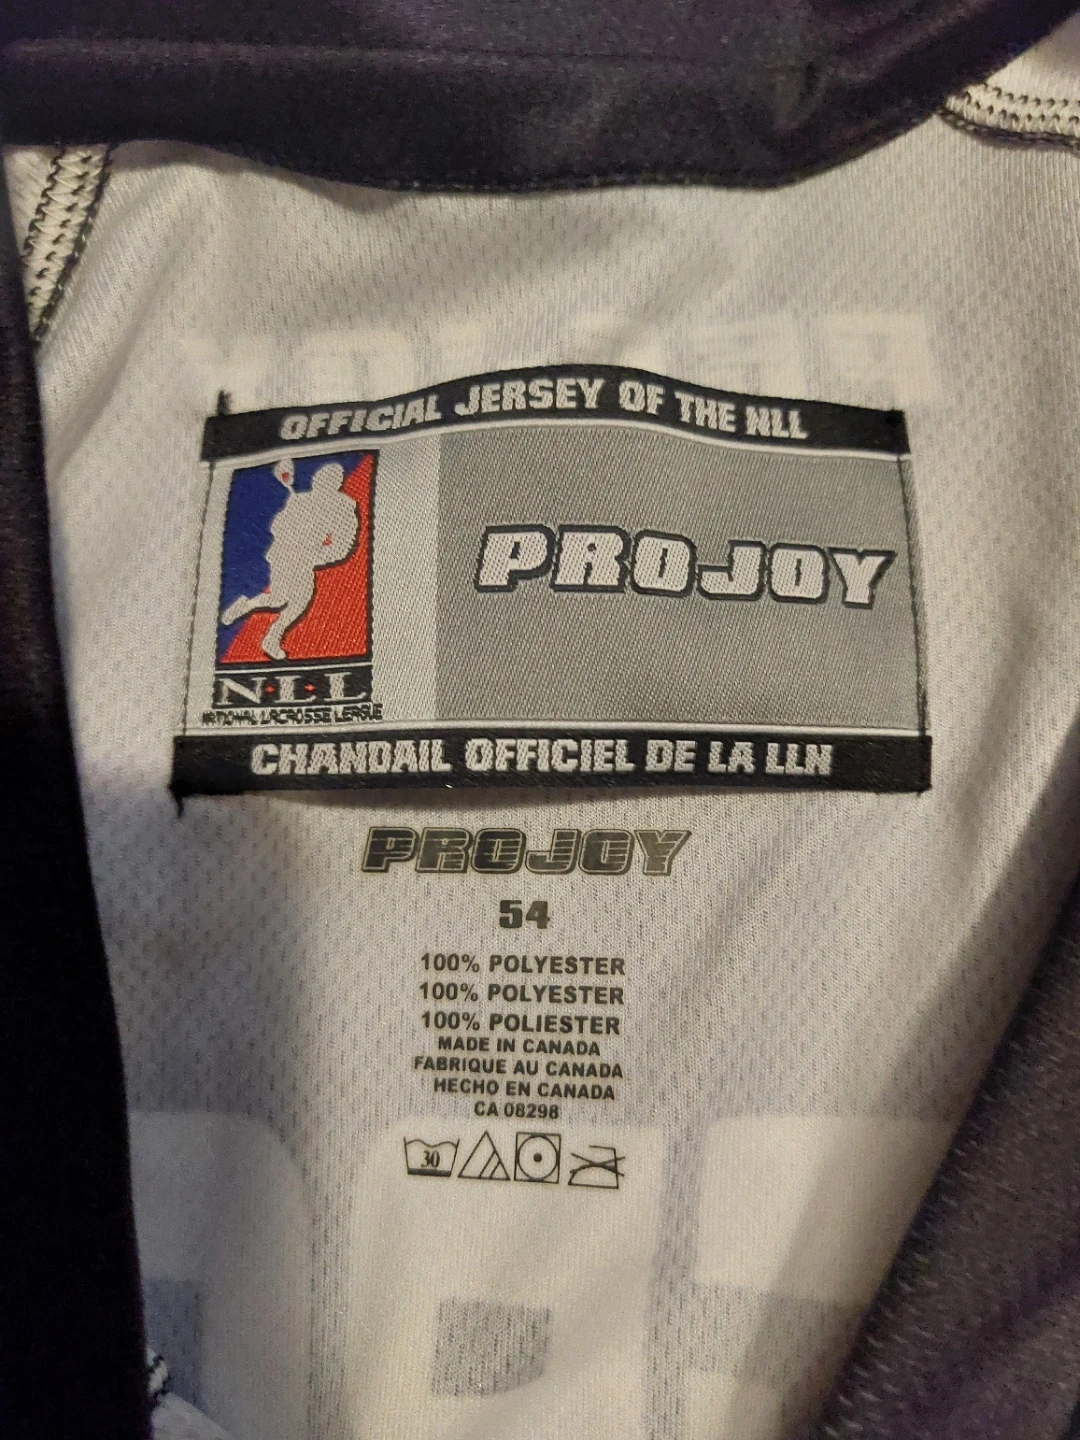 OFFICIAL JERSEY OF THE NLL
PROJOY
N·L·L
NATIONAL LACROSSE LEAGUE
CHANDAIL OFFICIEL DE LA LLN
PROJOY
54
100% POLYESTER
100% POLYESTER
100% POLIESTER
MADE IN CANADA
FABRIQUE AU CANADA
HECHO EN CANADA
CA 08298
30